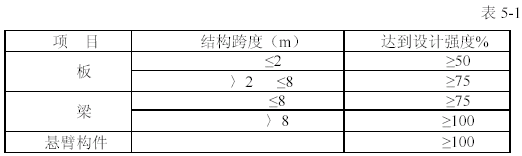 表 5-1
项 目 结构跨度（m） 达到设计强度%
板 ≤2 ≥50
〉2 ≤8 ≥75
梁 ≤8 ≥75
〉8 ≥100
悬臂构件 ≥100